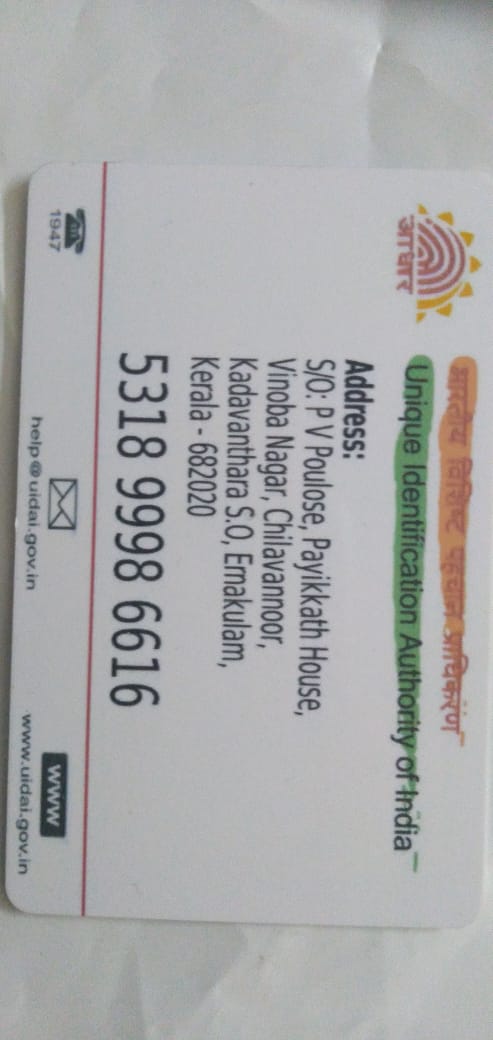 भारतीय विशिष्ट पहचान प्राधिकरण
Unique Identification Authority of India
आधार
Address:
S/O: P V Poulose, Payikkath House,
Vinoba Nagar, Chilavannoor,
Kadavanthara S.O, Ernakulam,
Kerala - 682020
5318 9998 6616
1947
help@uidai.gov.in
www
www.uidai.gov.in